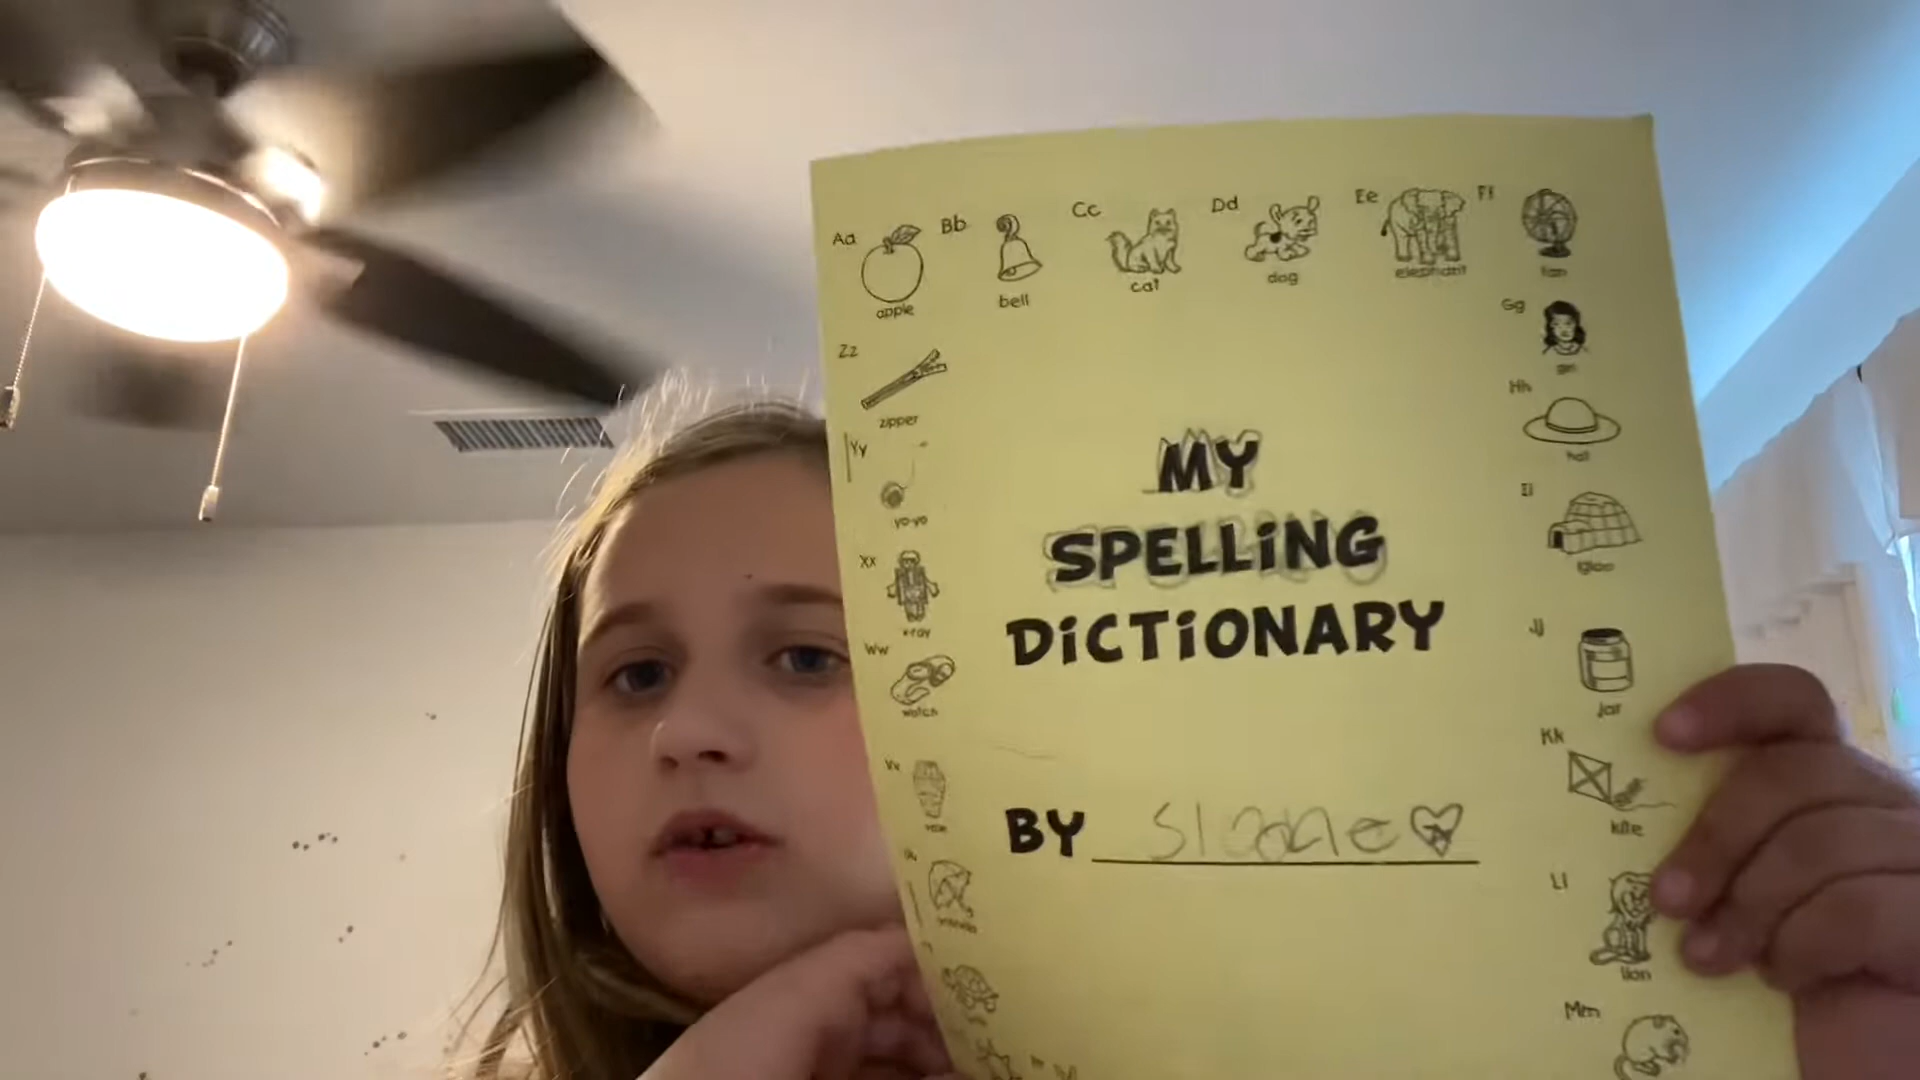 Aa Bb Cc Dd Ee Ff
apple bell cat dog elephant fan
Zz Gg
zipper
Yy Hh
yo-yo hat
Xx Ii
x-ray igloo
Ww Jj
watch jar
Vv Kk
kite
Ll
lion
Mm
MY
SPELLiNG
DiCTiONARY
BY